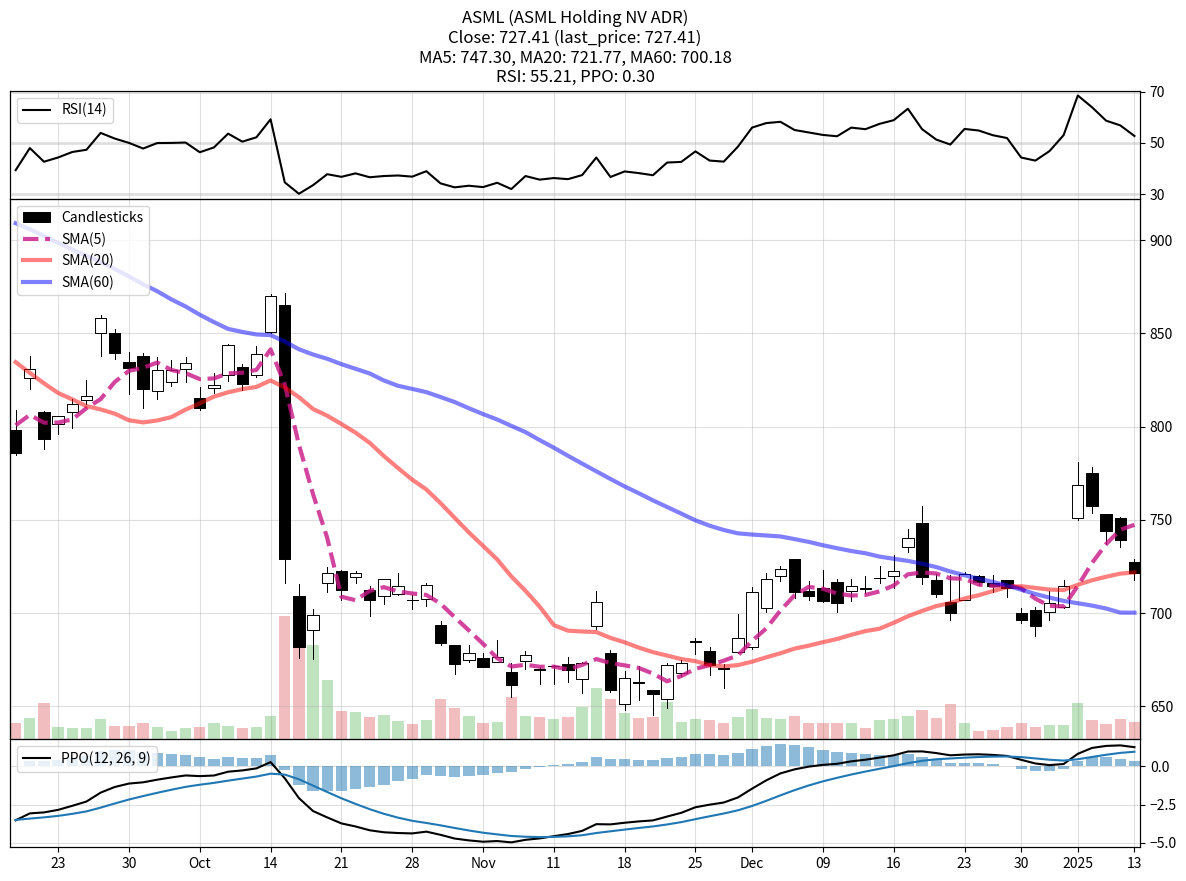 ASML (ASML Holding NV ADR)
Close: 727.41 (last_price: 727.41)
MA5: 747.30, MA20: 721.77, MA60: 700.18
RSI: 55.21, PPO: 0.30
RSI(14)
70
50
30
Candlesticks
SMA(5)
SMA(20)
SMA(60)
900
850
800
750
700
650
PPO(12, 26, 9)
0.0
−2.5
−5.0
23 30 Oct 14 21 28 Nov 11 18 25 Dec 09 16 23 30 2025 13